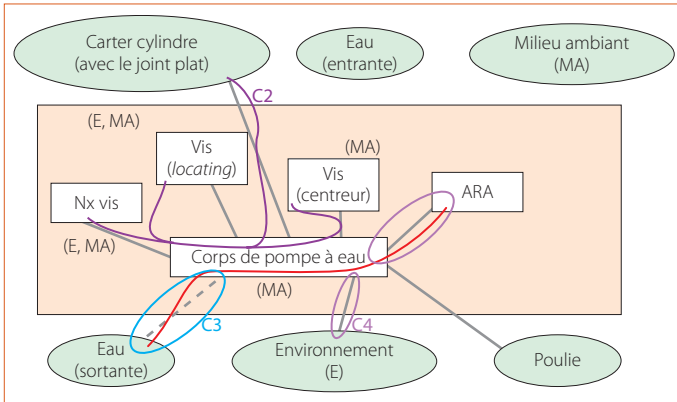 Carter cylindre
(avec le joint plat)
Eau
(entrante)
Milieu ambiant
(MA)
C2
(E, MA)
Vis
(locating)
(MA)
Vis
(centreur)
ARA
Nx vis
(E, MA)
Corps de pompe à eau
(MA)
C3
C4
Eau
(sortante)
Environnement
(E)
Poulie